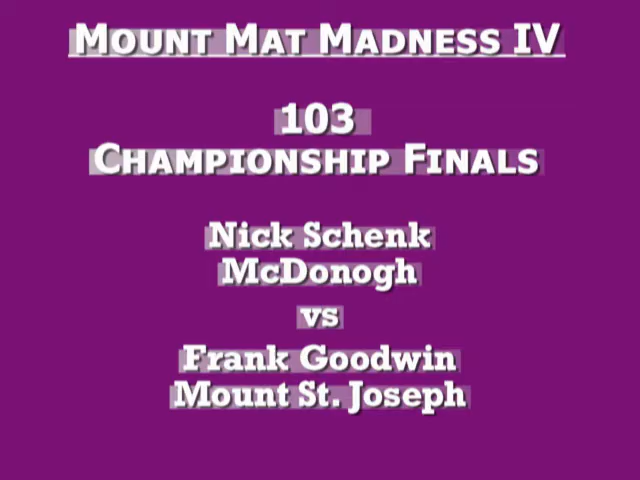 Mount Mat Madness IV
103
Championship Finals
Nick Schenk
McDonogh
vs
Frank Goodwin
Mount St. Joseph